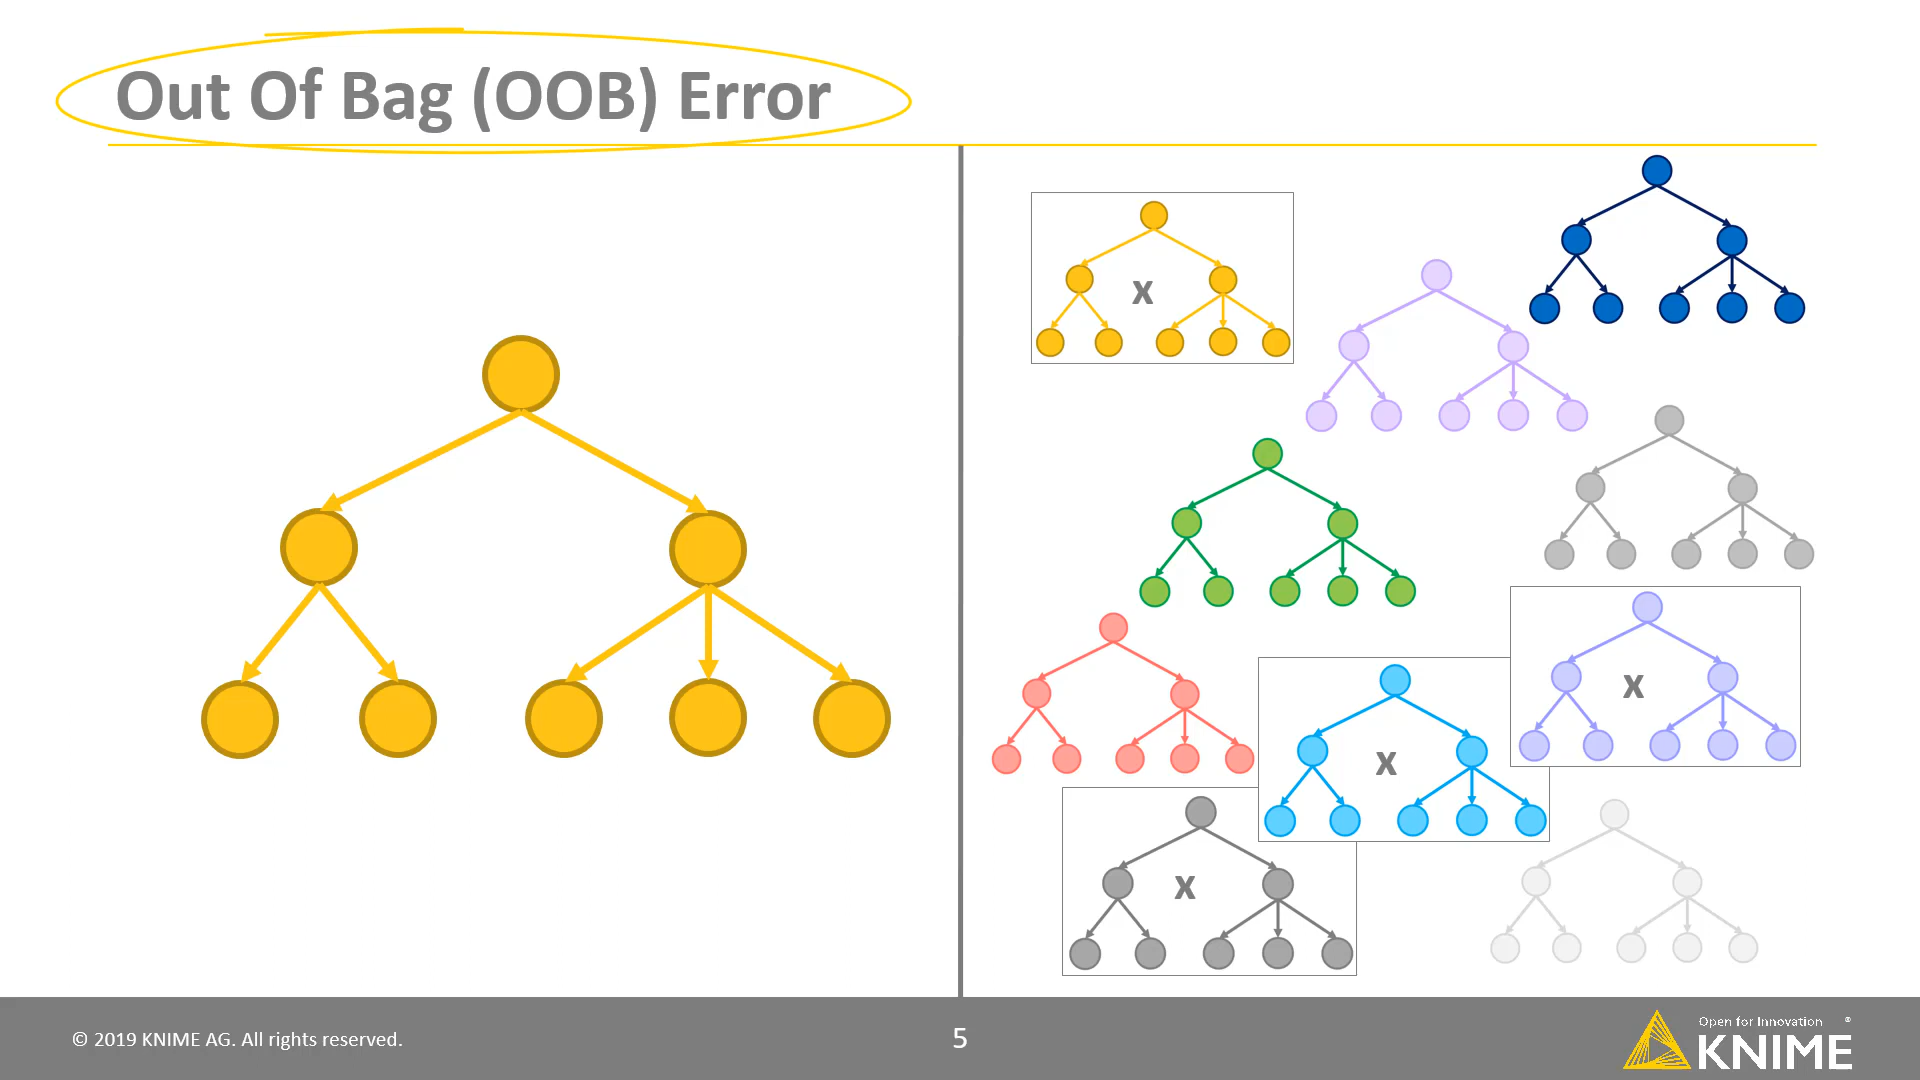 Out Of Bag (OOB) Error
x
x
x
x
© 2019 KNIME AG. All rights reserved.
5
Open for Innovation ®
KNIME